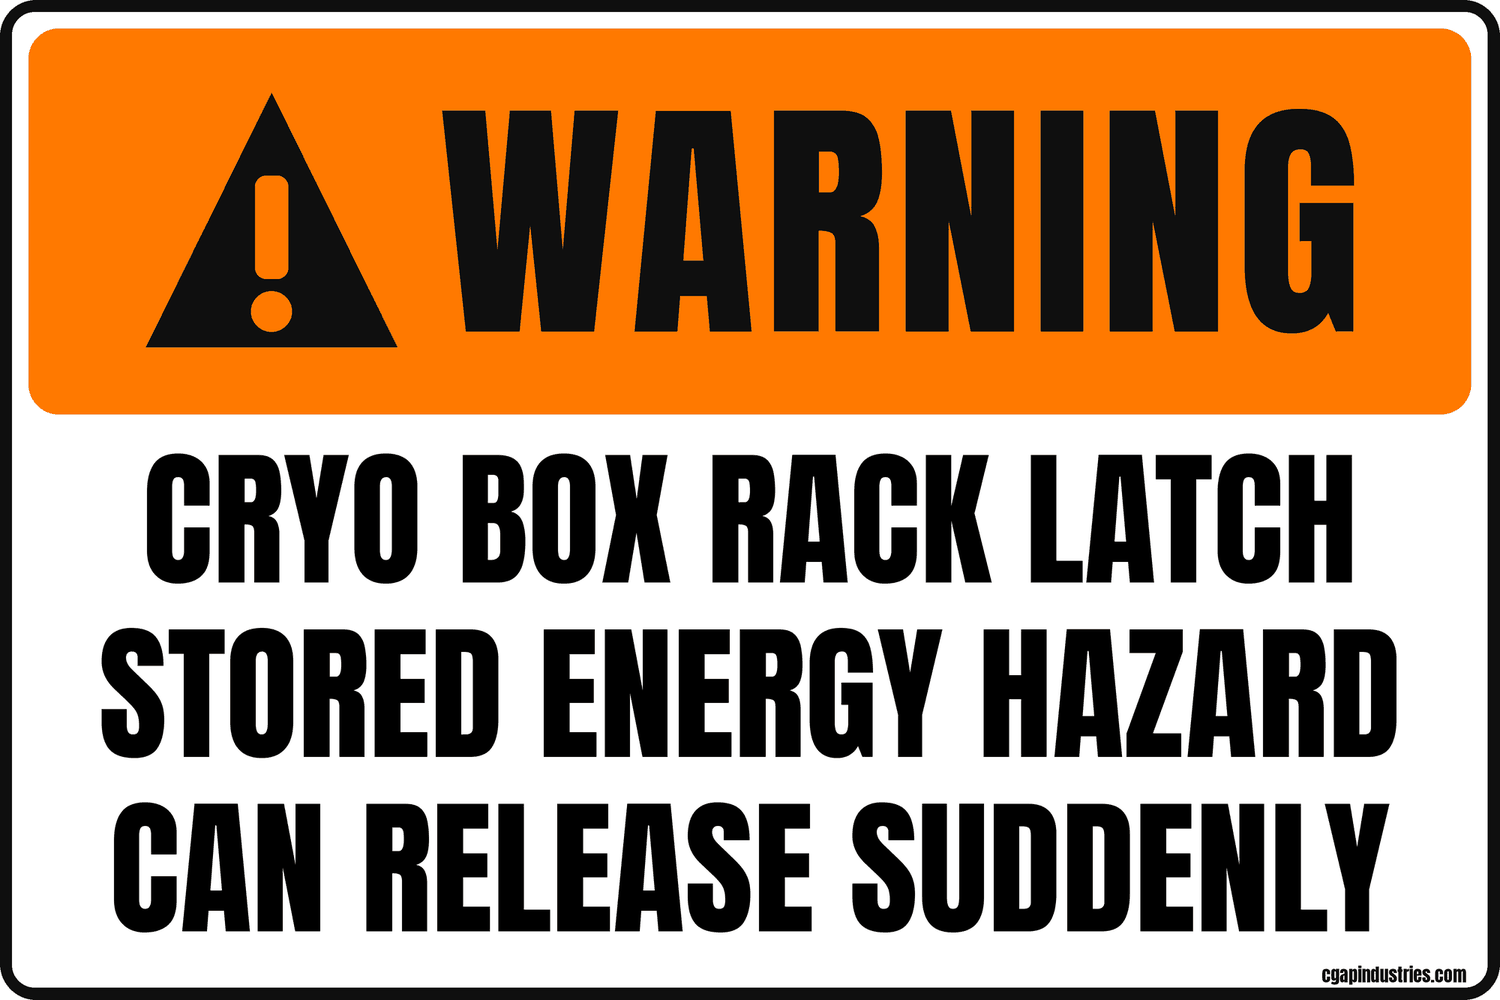 WARNING
CRYO BOX RACK LATCH
STORED ENERGY HAZARD
CAN RELEASE SUDDENLY
cgapindustries.com